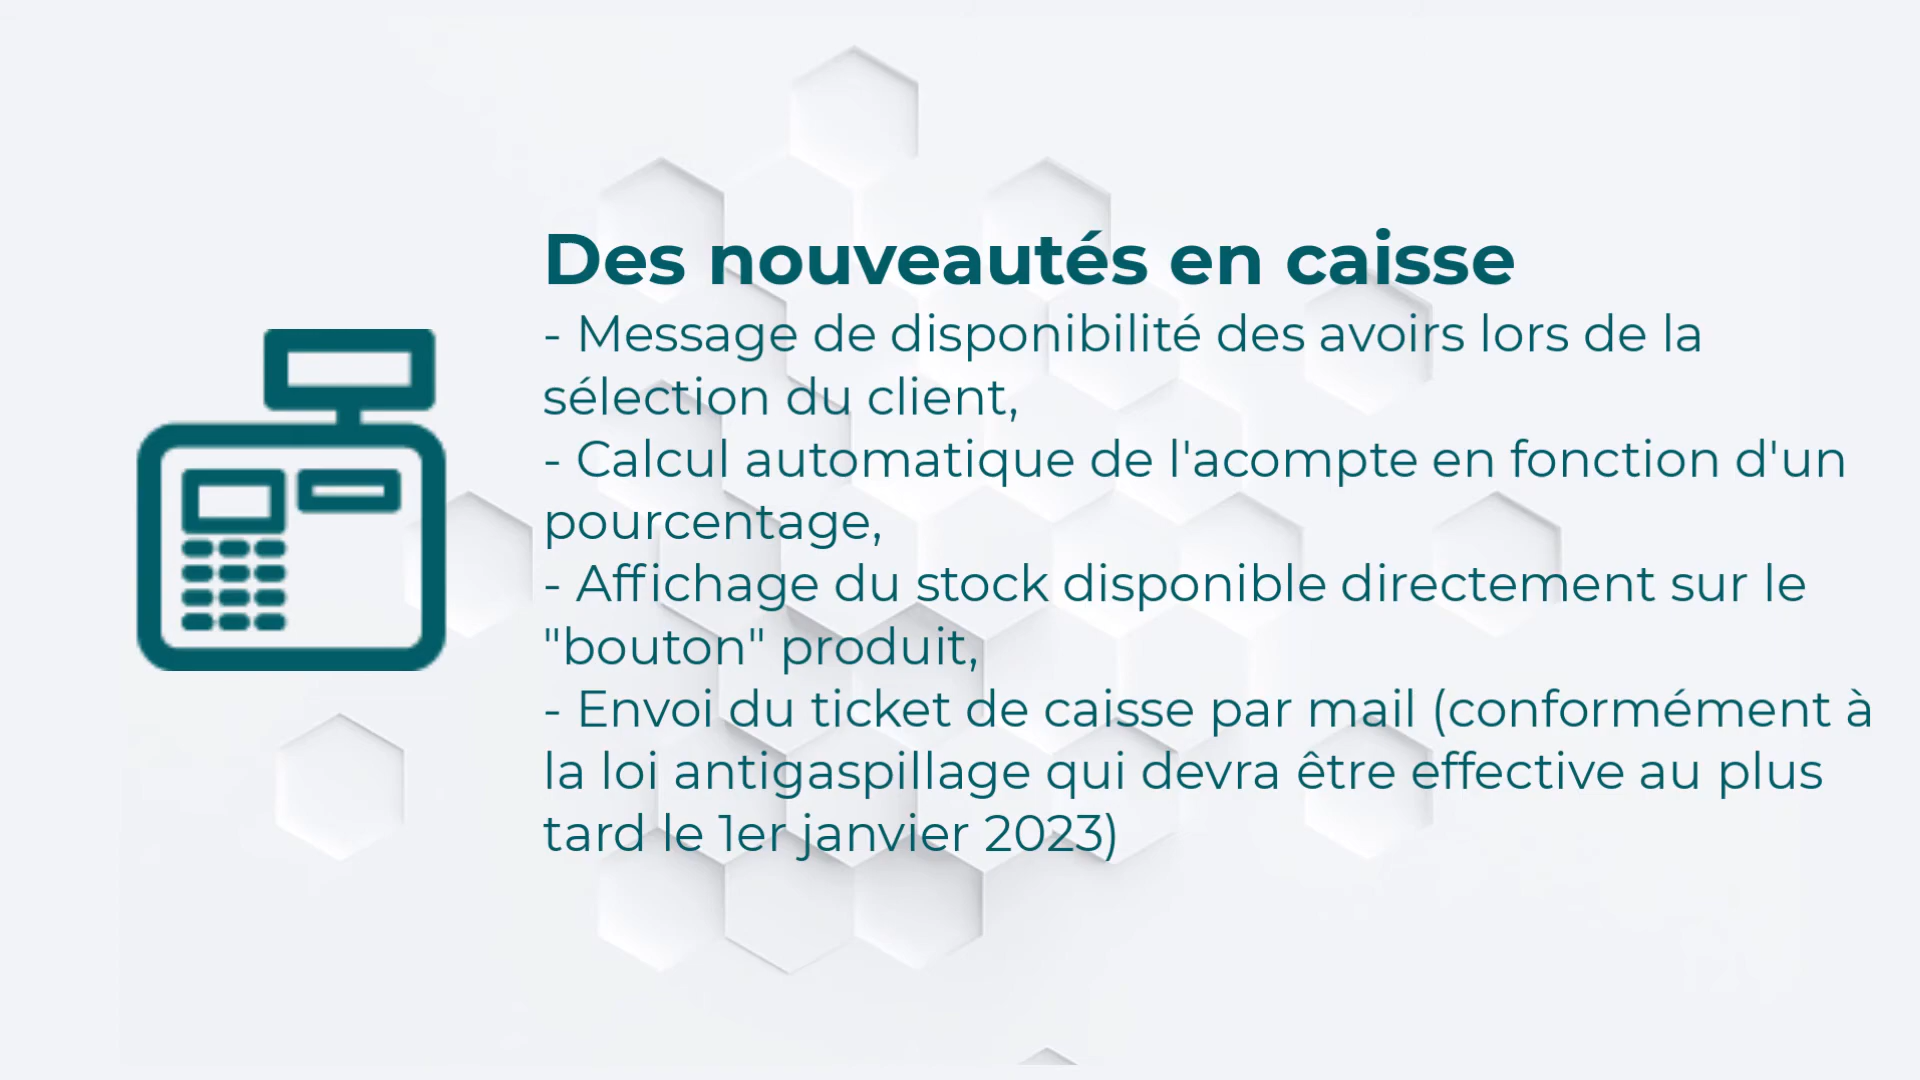 Des nouveautés en caisse
- Message de disponibilité des avoirs lors de la
sélection du client,
- Calcul automatique de l'acompte en fonction d'un
pourcentage,
- Affichage du stock disponible directement sur le
"bouton" produit,
- Envoi du ticket de caisse par mail (conformément à
la loi antigaspillage qui devra être effective au plus
tard le 1er janvier 2023)